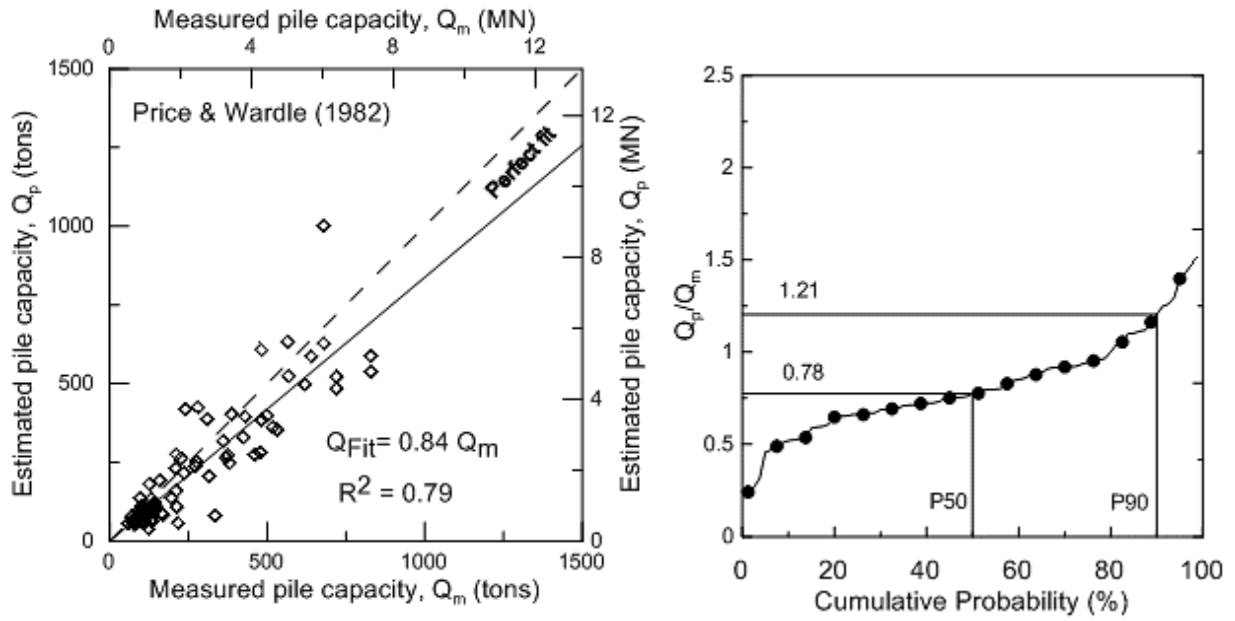 Measured pile capacity, Qm (MN)
0 4 8 12
1500
1000
500
0
Estimated pile capacity, Qp (tons)
Price & Wardle (1982)
Perfect fit
QFit= 0.84 Qm
R2 = 0.79
12
8
4
0
Estimated pile capacity, Qp (MN)
0 500 1000 1500
Measured pile capacity, Qm (tons)
2.5
2
1.5
1
0.5
0
Qp/Qm
1.21
0.78
P50
P90
0 20 40 60 80 100
Cumulative Probability (%)